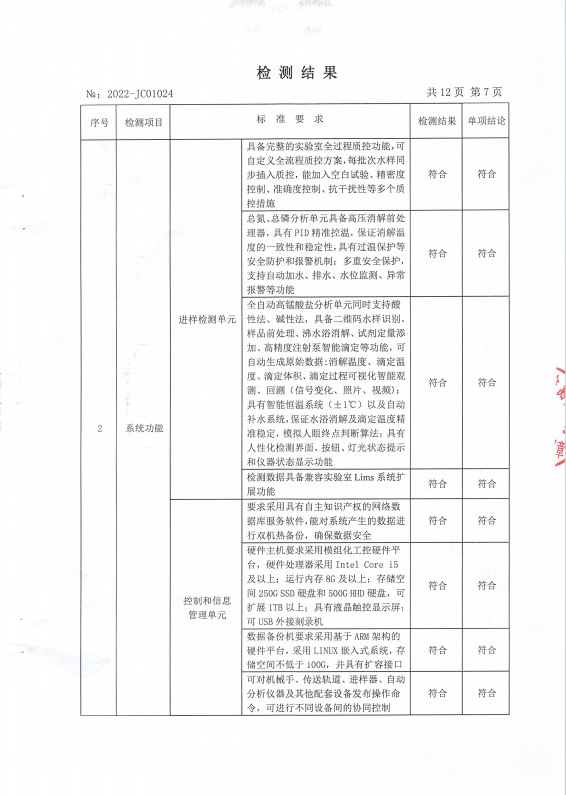 检测结果
№: 2022-JC01024
共 12 页 第 7 页
序号
检测项目
标 准 要 求
检测结果
单项结论
2
系统功能
进样检测单元
具备完整的实验室全过程质控功能,可
自定义全流程质控方案,每批次水样同
步插入质控,能加入空白试验、精密度
控制、准确度控制、抗干扰性等多个质
控措施
符合
符合
总氮、总磷分析单元具备高压消解前处
理器,具有 PID 精准控温,保证消解温
度的一致性和稳定性,具有过温保护等
安全防护和报警机制;多重安全保护,
支持自动加水、排水、水位监测、异常
报警等功能
符合
符合
全自动高锰酸盐分析单元同时支持酸
性法、碱性法,具备二维码水样识别、
样品前处理、沸水浴消解、试剂定量添
加、高精度注射泵智能滴定等功能,可
自动生成原始数据:消解温度、滴定温
度、滴定体积、滴定过程可视化智能观
测、回溯(信号变化、照片、视频);
具有智能恒温系统(±1℃)以及自动
补水系统,保证水浴消解及滴定温度精
准稳定,模拟人眼终点判断算法;具有
人性化检测界面、按钮、灯光状态提示
和仪器状态显示功能
符合
符合
检测数据具备兼容实验室 Lims 系统扩
展功能
符合
符合
控制和信息
管理单元
要求采用具有自主知识产权的网络数
据库服务软件,能对系统产生的数据进
行双机热备份,确保数据安全
符合
符合
硬件主机要求采用模组化工控硬件平
台,硬件处理器采用 Intel Core i5
及以上;运行内存 8G 及以上;存储空
间 250G SSD 硬盘和 500G HHD 硬盘,可
扩展 1TB 以上;具有液晶触控显示屏;
可 USB 外接刻录机
符合
符合
数据备份机要求采用基于 ARM 架构的
硬件平台,采用 LINUX 嵌入式系统,存
储空间不低于 100G,并具有扩容接口
符合
符合
可对机械手、传送轨道、进样器、自动
分析仪器及其他配套设备发布操作命
令,可进行不同设备间的协同控制
符合
符合
章